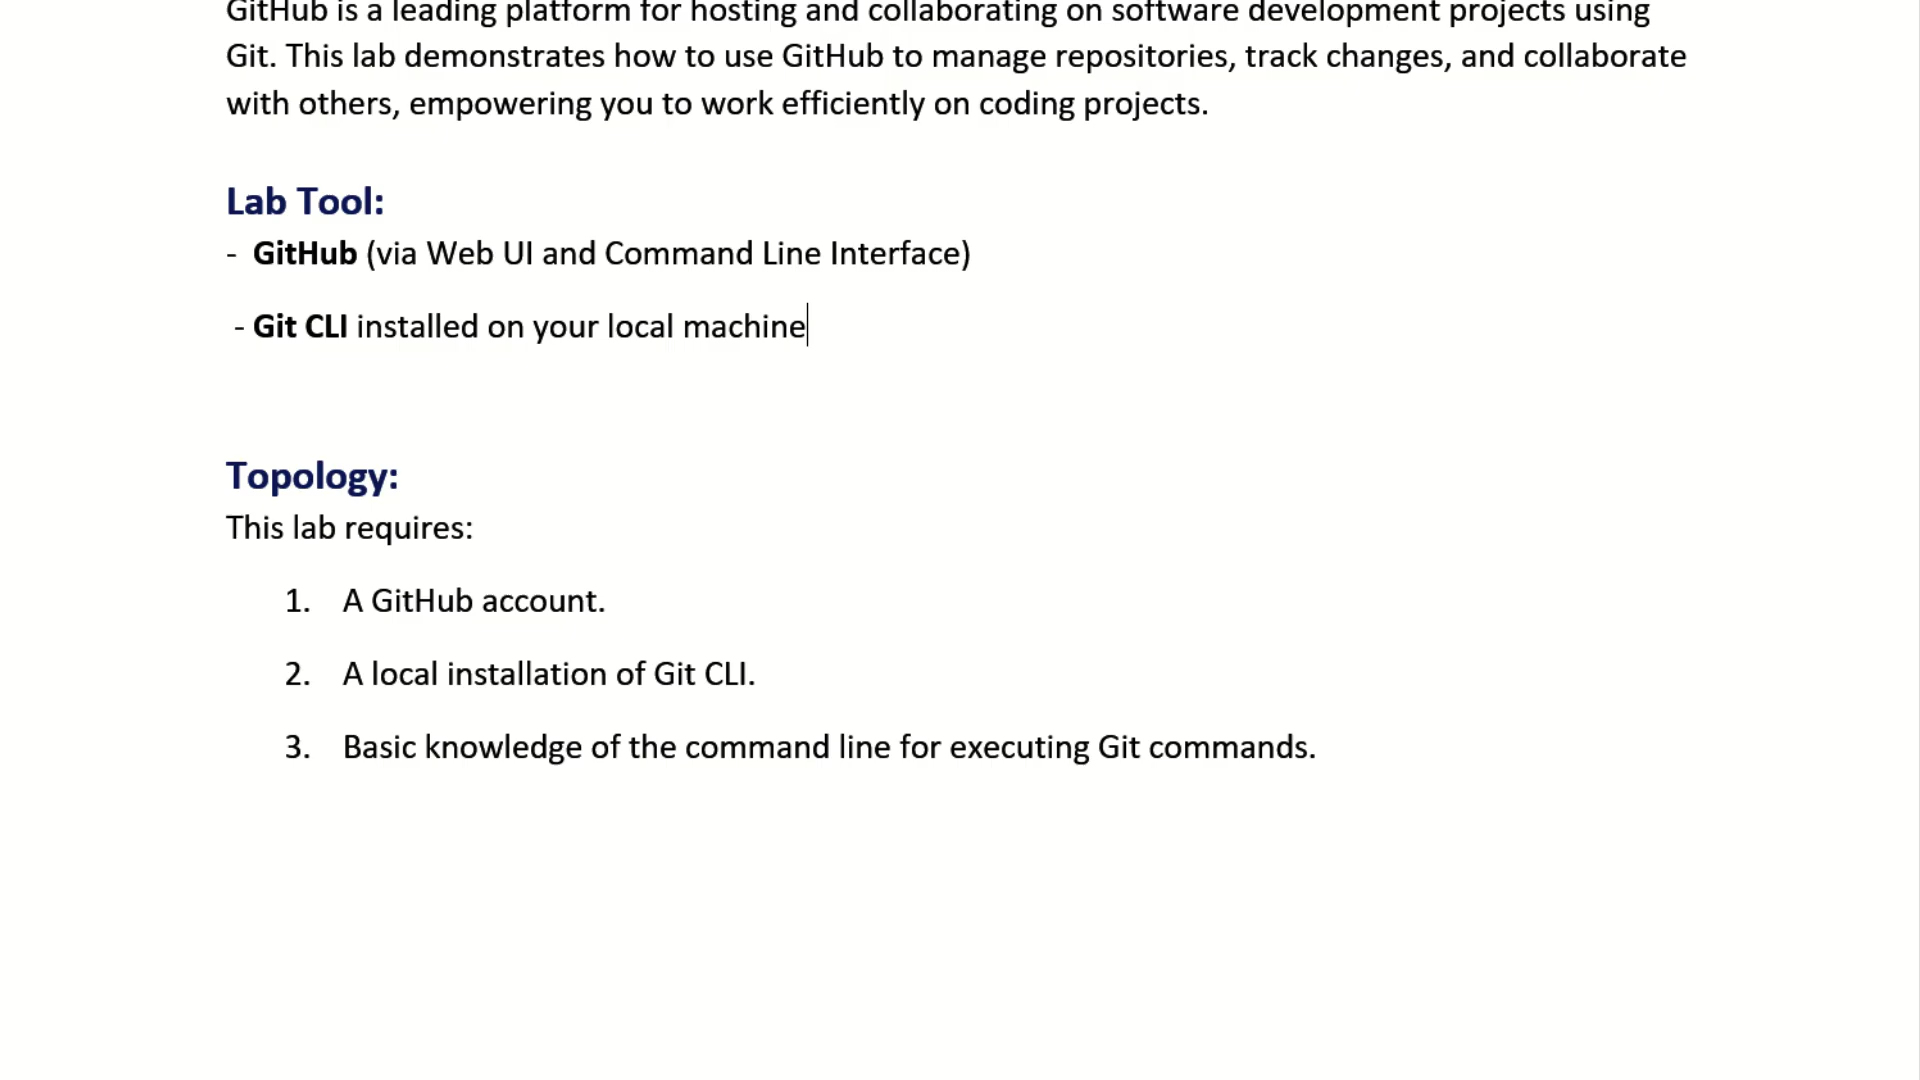 GitHub is a leading platform for hosting and collaborating on software development projects using
Git. This lab demonstrates how to use GitHub to manage repositories, track changes, and collaborate
with others, empowering you to work efficiently on coding projects.
Lab Tool:
- GitHub (via Web UI and Command Line Interface)
- Git CLI installed on your local machine
Topology:
This lab requires:
1. A GitHub account.
2. A local installation of Git CLI.
3. Basic knowledge of the command line for executing Git commands.